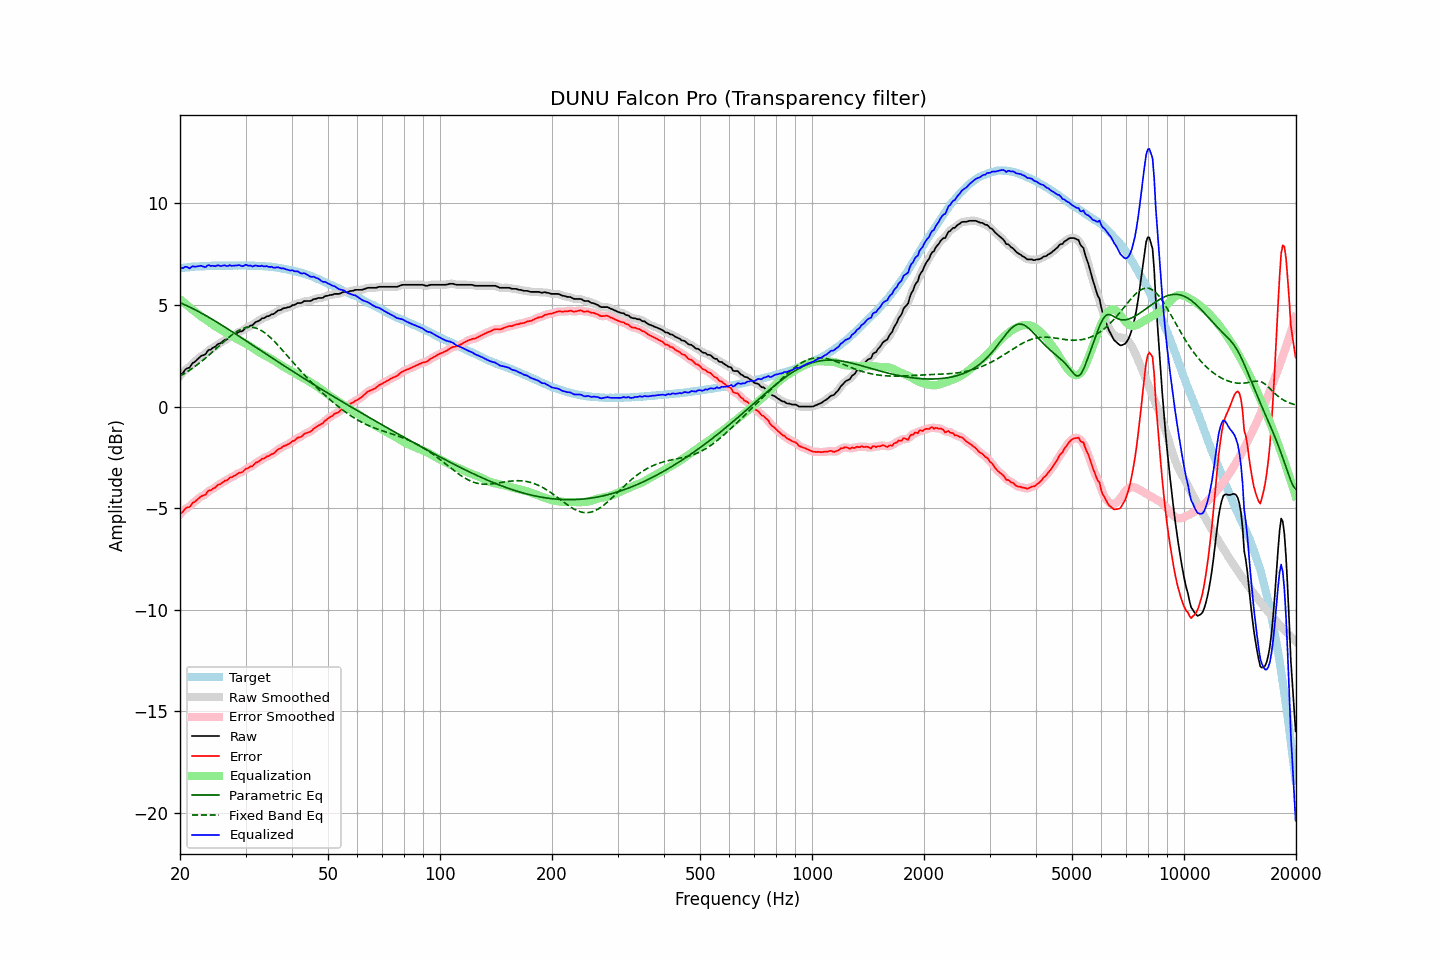 DUNU Falcon Pro (Transparency filter)
Amplitude (dBr)
10
5
0
−5
−10
−15
−20
Target
Raw Smoothed
Error Smoothed
Raw
Error
Equalization
Parametric Eq
Fixed Band Eq
Equalized
20 50 100 200 500 1000 2000 5000 10000 20000
Frequency (Hz)